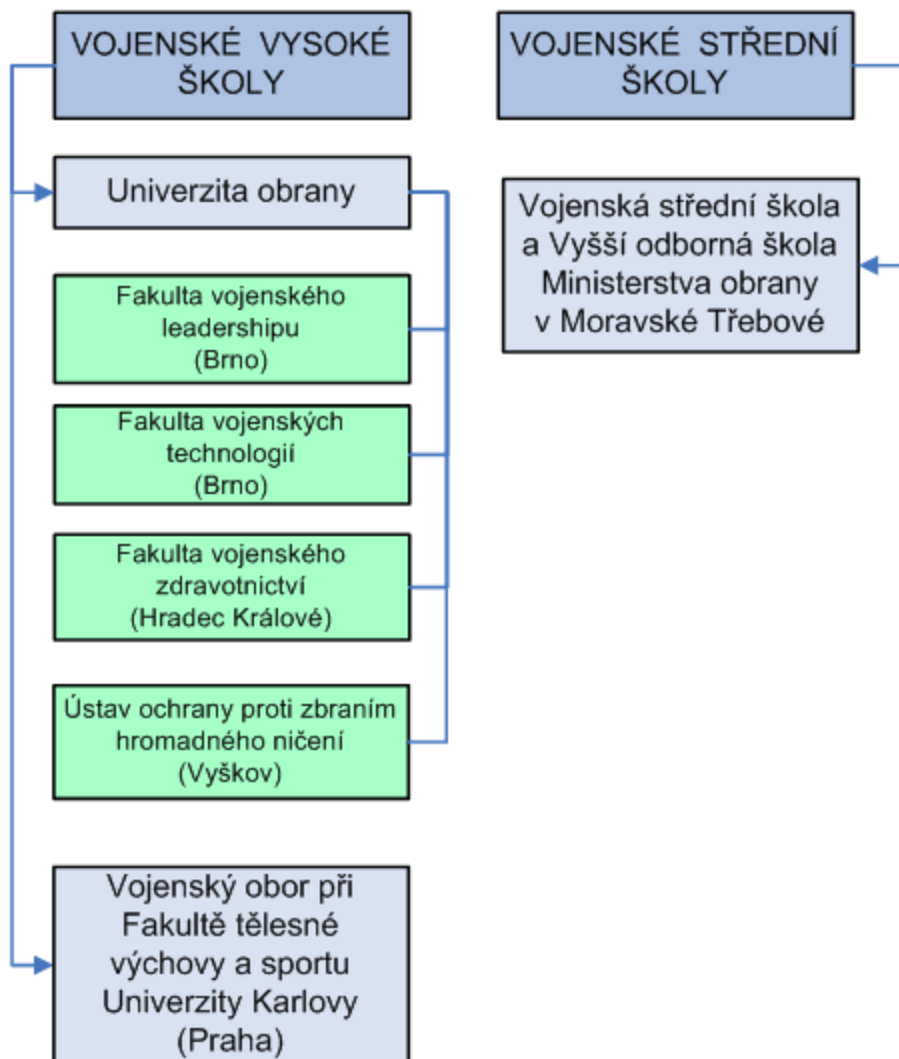 VOJENSKÉ VYSOKÉ
ŠKOLY
Univerzita obrany
Fakulta vojenského
leadershipu
(Brno)
Fakulta vojenských
technologií
(Brno)
Fakulta vojenského
zdravotnictví
(Hradec Králové)
Ústav ochrany proti zbraním
hromadného ničení
(Vyškov)
Vojenský obor při
Fakultě tělesné
výchovy a sportu
Univerzity Karlovy
(Praha)
VOJENSKÉ STŘEDNÍ
ŠKOLY
Vojenská střední škola
a Vyšší odborná škola
Ministerstva obrany
v Moravské Třebové